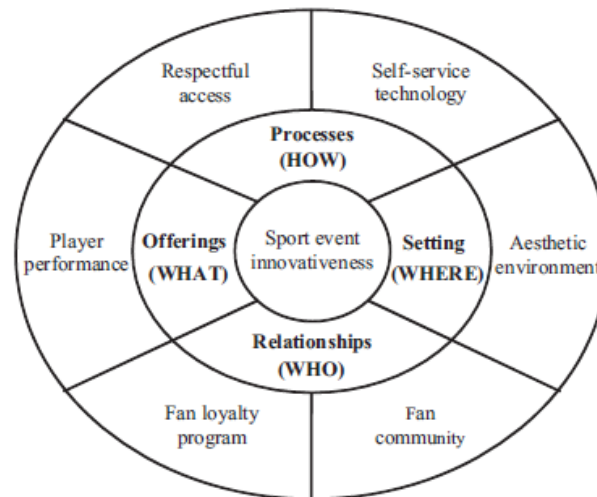 Respectful
access
Self-service
technology
Processes
(HOW)
Player
performance
Offerings
(WHAT)
Sport event
innovativeness
Setting
(WHERE)
Aesthetic
environment
Relationships
(WHO)
Fan loyalty
program
Fan
community